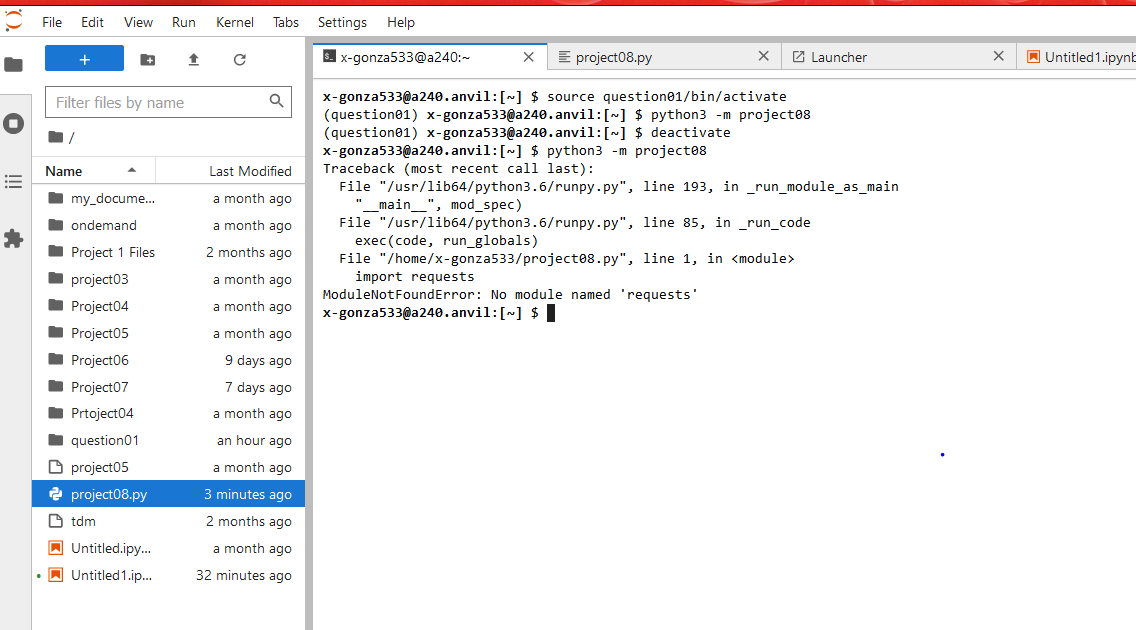 File Edit View Run Kernel Tabs Settings Help
x-gonza533@a240:~
project08.py
Launcher
Untitled1.ipynb
Filter files by name
/
Name Last Modified
my_docume... a month ago
ondemand a month ago
Project 1 Files 2 months ago
project03 a month ago
Project04 a month ago
Project05 a month ago
Project06 9 days ago
Project07 7 days ago
Prtoject04 a month ago
question01 an hour ago
project05 a month ago
project08.py 3 minutes ago
tdm 2 months ago
Untitled.ipy... a month ago
Untitled1.ip... 32 minutes ago
x-gonza533@a240.anvil:[~] $ source question01/bin/activate
(question01) x-gonza533@a240.anvil:[~] $ python3 -m project08
(question01) x-gonza533@a240.anvil:[~] $ deactivate
x-gonza533@a240.anvil:[~] $ python3 -m project08
Traceback (most recent call last):
  File "/usr/lib64/python3.6/runpy.py", line 193, in _run_module_as_main
    "__main__", mod_spec)
  File "/usr/lib64/python3.6/runpy.py", line 85, in _run_code
    exec(code, run_globals)
  File "/home/x-gonza533/project08.py", line 1, in <module>
    import requests
ModuleNotFoundError: No module named 'requests'
x-gonza533@a240.anvil:[~] $